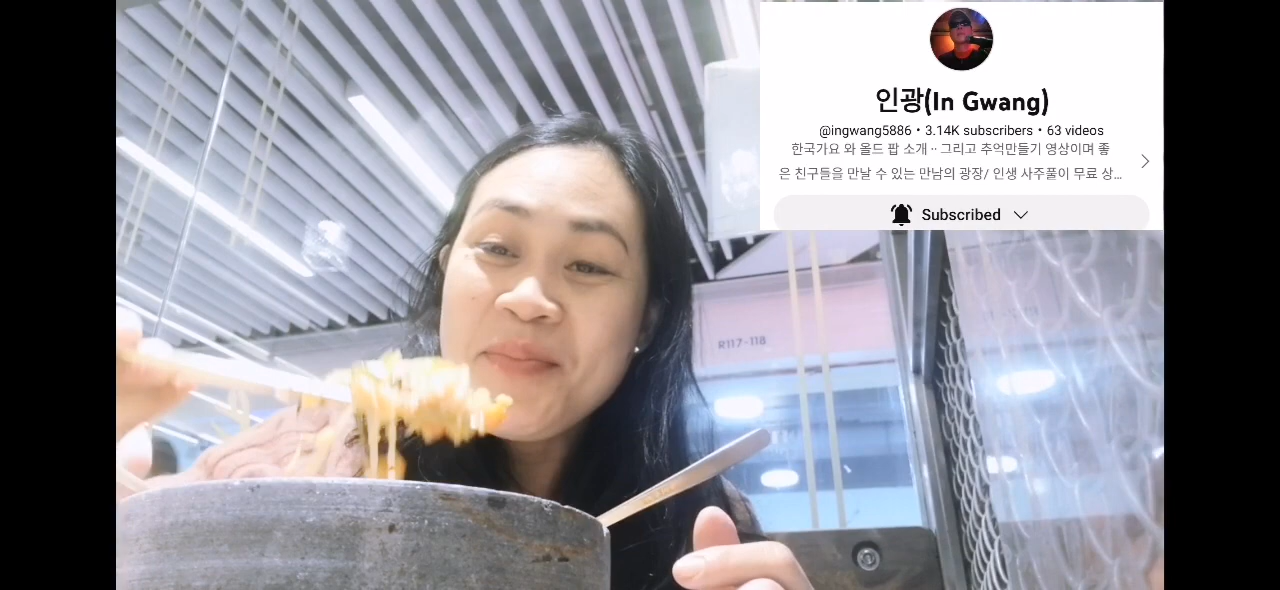 인광(In Gwang)
@ingwang5886 • 3.14K subscribers • 63 videos
한국가요 와 올드 팝 소개 ·· 그리고 추억만들기 영상이며 좋
은 친구들을 만날 수 있는 만남의 광장/ 인생 사주풀이 무료 상...
Subscribed
R117-118